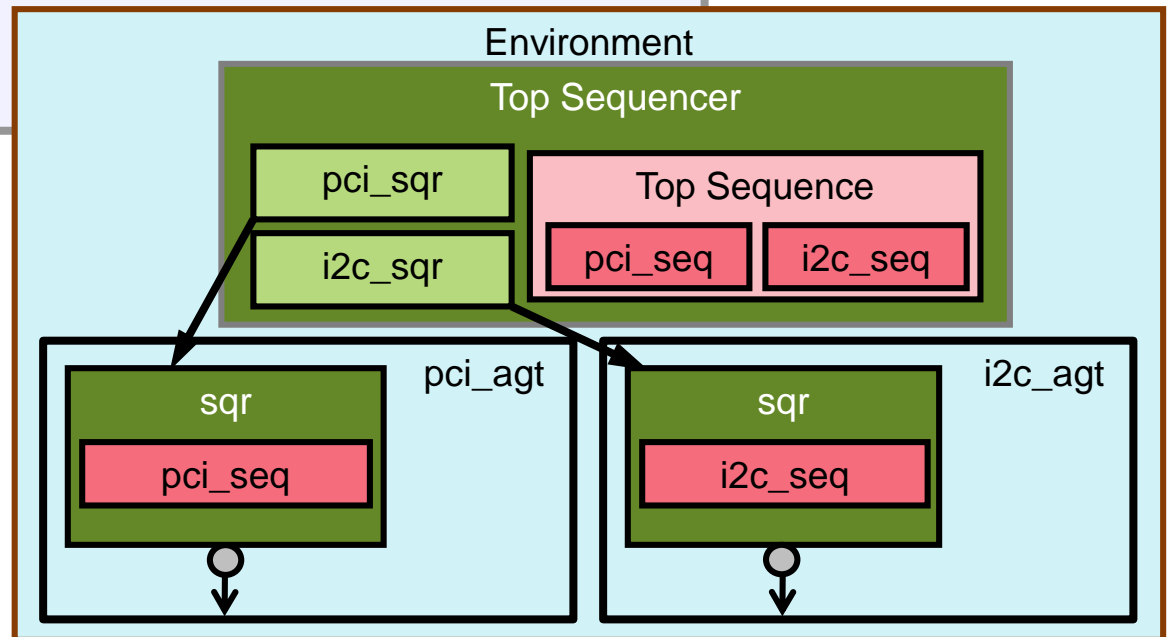 Environment
Top Sequencer
pci_sqr
Top Sequence
i2c_sqr
pci_seq
i2c_seq
pci_agt
i2c_agt
sqr
sqr
pci_seq
i2c_seq